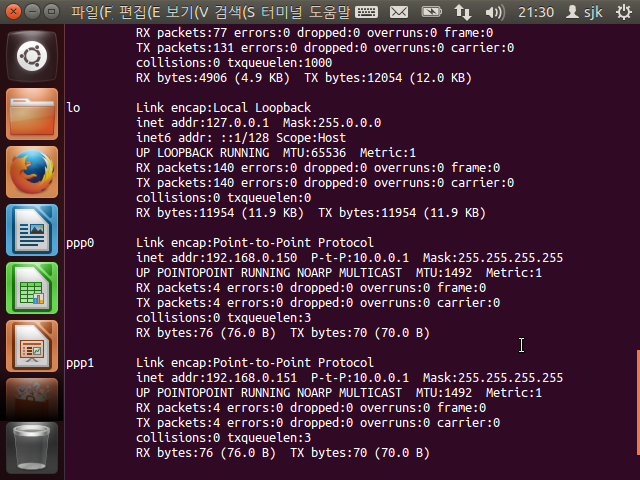 파일(F 편집(E 보기(V 검색(S 터미널 도움말 21:30 sjk
RX packets:77 errors:0 dropped:0 overruns:0 frame:0
TX packets:131 errors:0 dropped:0 overruns:0 carrier:0
collisions:0 txqueuelen:1000
RX bytes:4906 (4.9 KB)  TX bytes:12054 (12.0 KB)
lo Link encap:Local Loopback
inet addr:127.0.0.1  Mask:255.0.0.0
inet6 addr: ::1/128 Scope:Host
UP LOOPBACK RUNNING  MTU:65536  Metric:1
RX packets:140 errors:0 dropped:0 overruns:0 frame:0
TX packets:140 errors:0 dropped:0 overruns:0 carrier:0
collisions:0 txqueuelen:0
RX bytes:11954 (11.9 KB)  TX bytes:11954 (11.9 KB)
ppp0 Link encap:Point-to-Point Protocol
inet addr:192.168.0.150  P-t-P:10.0.0.1  Mask:255.255.255.255
UP POINTOPOINT RUNNING NOARP MULTICAST  MTU:1492  Metric:1
RX packets:4 errors:0 dropped:0 overruns:0 frame:0
TX packets:4 errors:0 dropped:0 overruns:0 carrier:0
collisions:0 txqueuelen:3
RX bytes:76 (76.0 B)  TX bytes:70 (70.0 B)
ppp1 Link encap:Point-to-Point Protocol
inet addr:192.168.0.151  P-t-P:10.0.0.1  Mask:255.255.255.255
UP POINTOPOINT RUNNING NOARP MULTICAST  MTU:1492  Metric:1
RX packets:4 errors:0 dropped:0 overruns:0 frame:0
TX packets:4 errors:0 dropped:0 overruns:0 carrier:0
collisions:0 txqueuelen:3
RX bytes:76 (76.0 B)  TX bytes:70 (70.0 B)